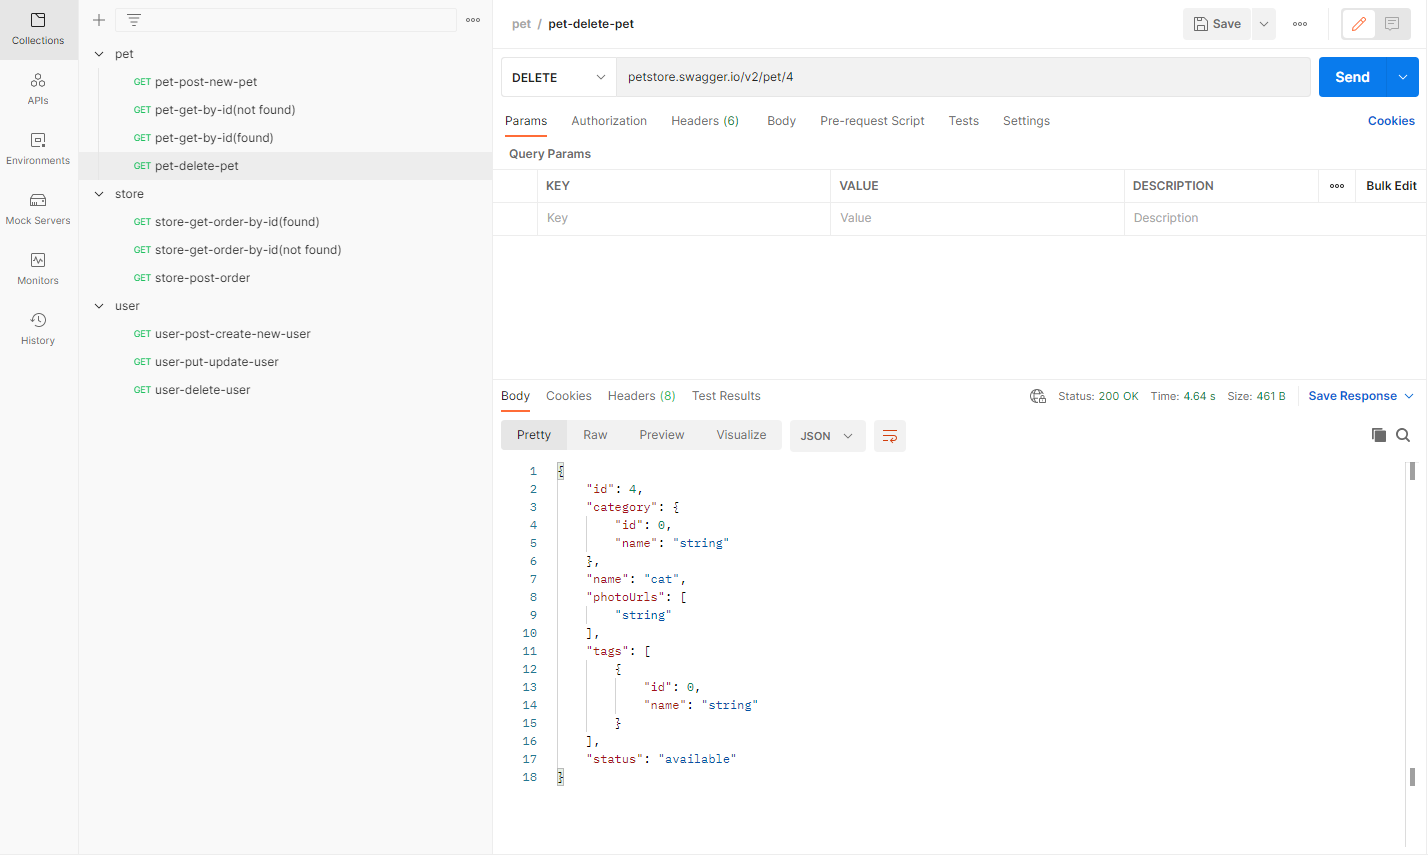 Collections
APIs
Environments
Mock Servers
Monitors
History
pet
GET pet-post-new-pet
GET pet-get-by-id(not found)
GET pet-get-by-id(found)
GET pet-delete-pet
store
GET store-get-order-by-id(found)
GET store-get-order-by-id(not found)
GET store-post-order
user
GET user-post-create-new-user
GET user-put-update-user
GET user-delete-user
pet / pet-delete-pet
Save
DELETE petstore.swagger.io/v2/pet/4 Send
Params Authorization Headers (6) Body Pre-request Script Tests Settings Cookies
Query Params
KEY VALUE DESCRIPTION Bulk Edit
Key Value Description
Body Cookies Headers (8) Test Results Status: 200 OK Time: 4.64 s Size: 461 B Save Response
Pretty Raw Preview Visualize JSON
1 {
2 "id": 4,
3 "category": {
4 "id": 0,
5 "name": "string"
6 },
7 "name": "cat",
8 "photoUrls": [
9 "string"
10 ],
11 "tags": [
12 {
13 "id": 0,
14 "name": "string"
15 }
16 ],
17 "status": "available"
18 }